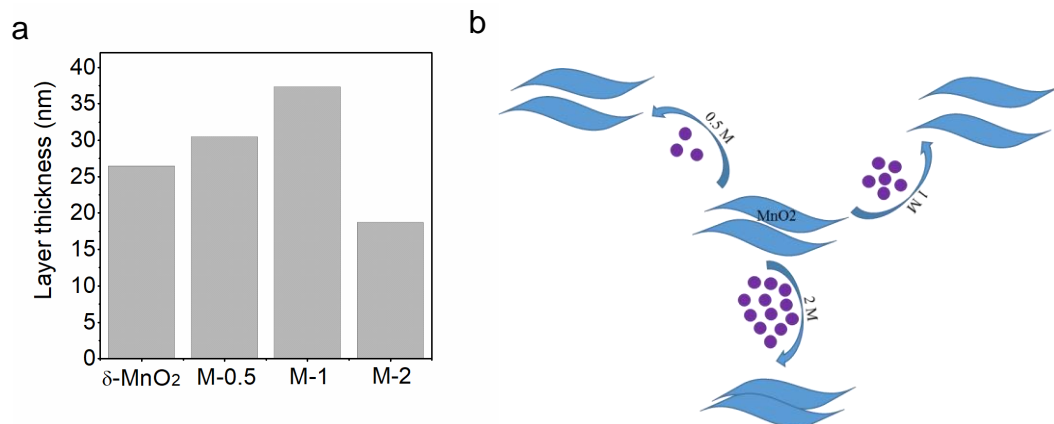 a
b
Layer thickness (nm)
40
35
30
25
20
15
10
5
0
δ-MnO₂ M-0.5 M-1 M-2
0.5 M
1 M
MnO2
2 M